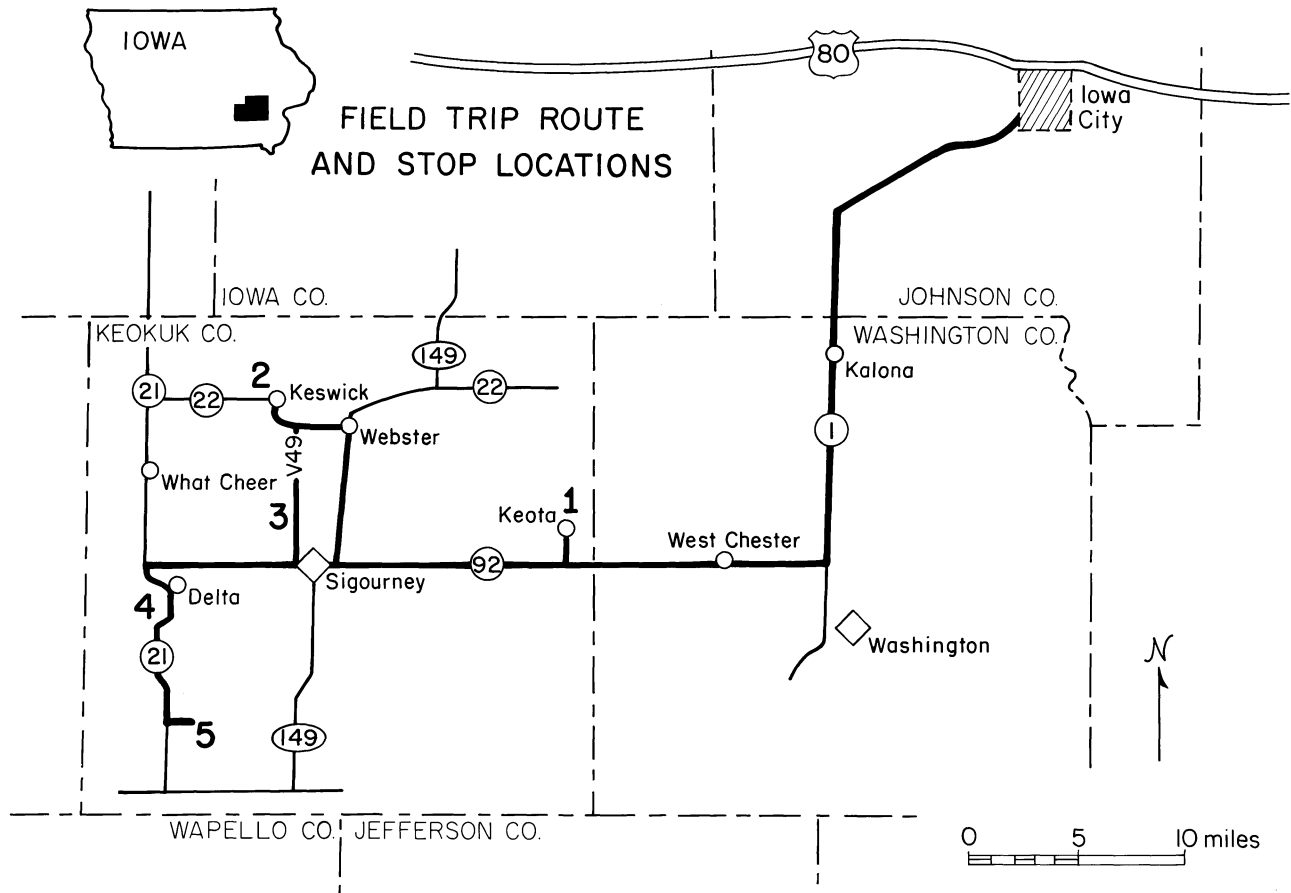 IOWA
80
FIELD TRIP ROUTE
AND STOP LOCATIONS
Iowa
City
IOWA CO.
JOHNSON CO.
KEOKUK CO.
WASHINGTON CO.
149
Kalona
21
22
2
Keswick
22
Webster
1
V49
What Cheer
3
Keota
1
West Chester
92
Sigourney
Delta
4
Washington
21
N
5
149
WAPELLO CO.
JEFFERSON CO.
0 5 10 miles